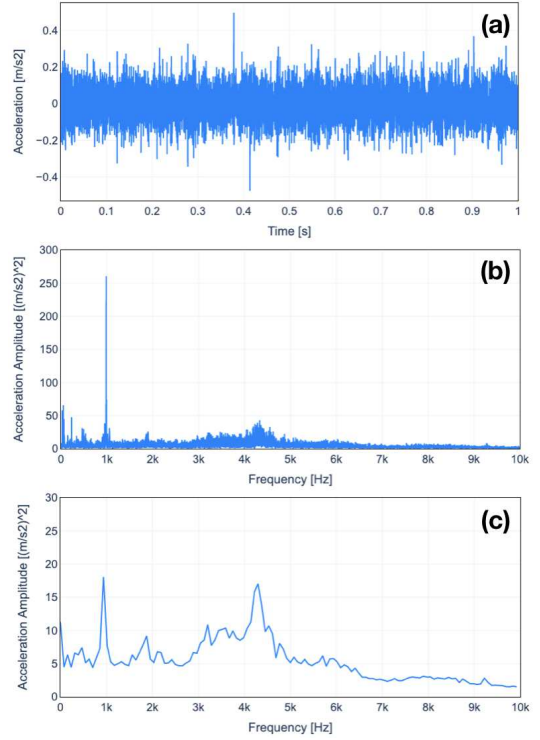 (a)
Acceleration [m/s2]
0.4
0.2
0
−0.2
−0.4
0 0.1 0.2 0.3 0.4 0.5 0.6 0.7 0.8 0.9 1
Time [s]
(b)
Acceleration Amplitude [(m/s2)^2]
300
250
200
150
100
50
0
0 1k 2k 3k 4k 5k 6k 7k 8k 9k 10k
Frequency [Hz]
(c)
Acceleration Amplitude [(m/s2)^2]
30
25
20
15
10
5
0
0 1k 2k 3k 4k 5k 6k 7k 8k 9k 10k
Frequency [Hz]